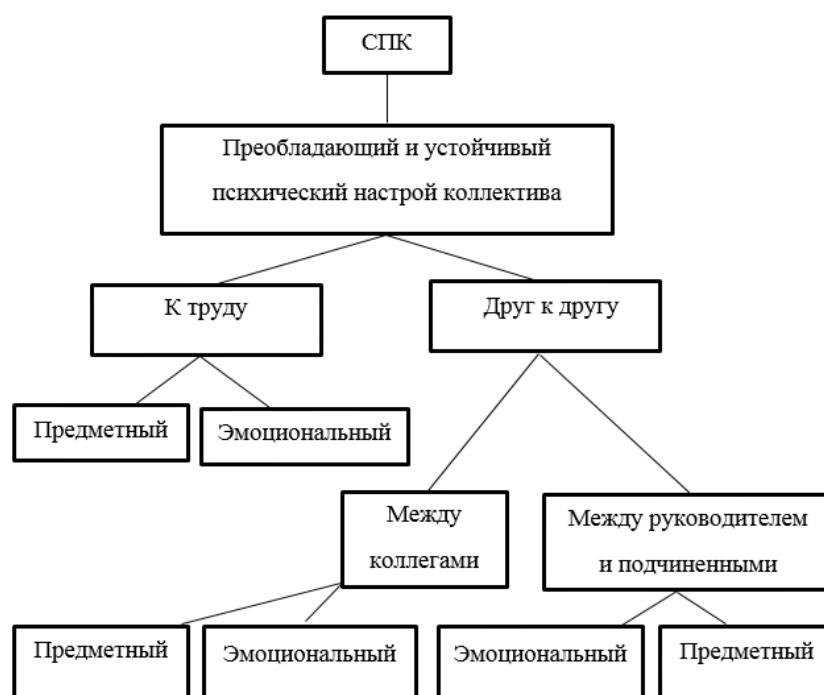 СПК
Преобладающий и устойчивый
психический настрой коллектива
К труду
Друг к другу
Предметный
Эмоциональный
Между
коллегами
Между руководителем
и подчиненными
Предметный
Эмоциональный
Эмоциональный
Предметный